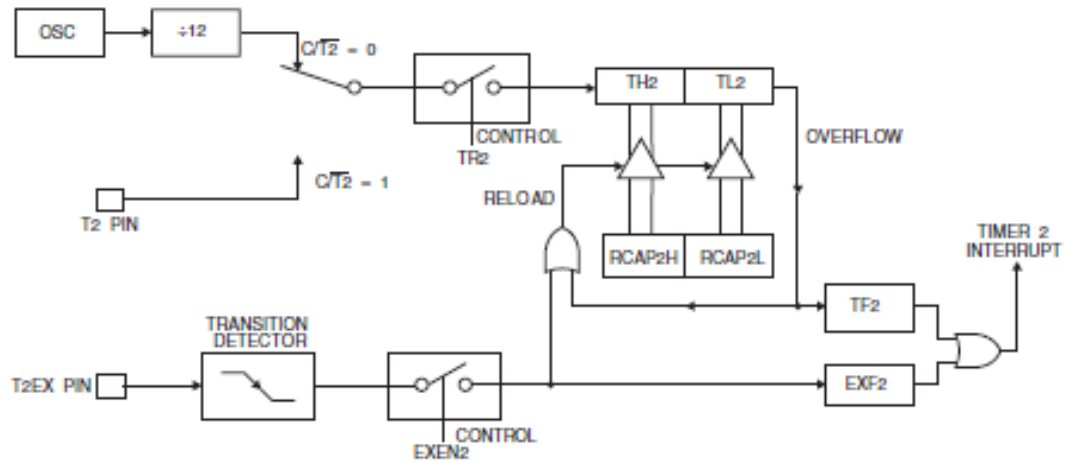 OSC
÷12
C/T2 = 0
TH2
TL2
CONTROL
TR2
OVERFLOW
C/T2 = 1
T2 PIN
RELOAD
RCAP2H
RCAP2L
TIMER 2
INTERRUPT
TF2
TRANSITION
DETECTOR
T2EX PIN
EXF2
CONTROL
EXEN2